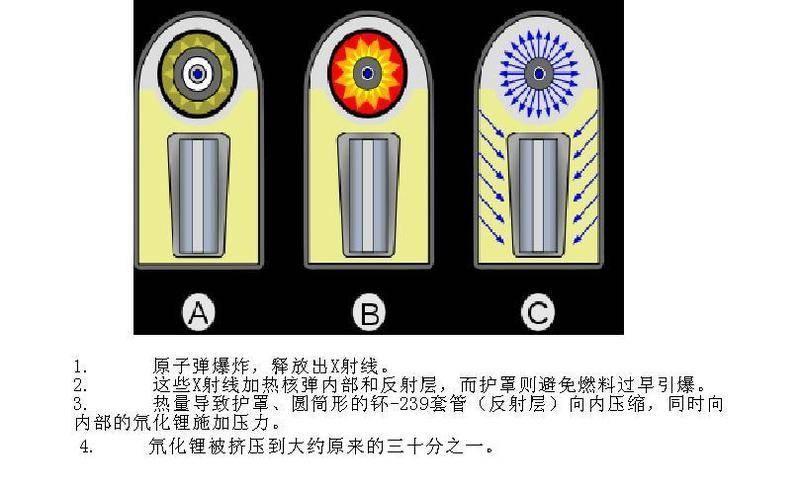 A B C
1. 原子弹爆炸，释放出X射线。
2. 这些X射线加热核弹内部和反射层，而护罩则避免燃料过早引爆。
3. 热量导致护罩、圆筒形的钚-239套管（反射层）向内压缩，同时向
内部的氘化锂施加压力。
4. 氘化锂被挤压到大约原来的三十分之一。